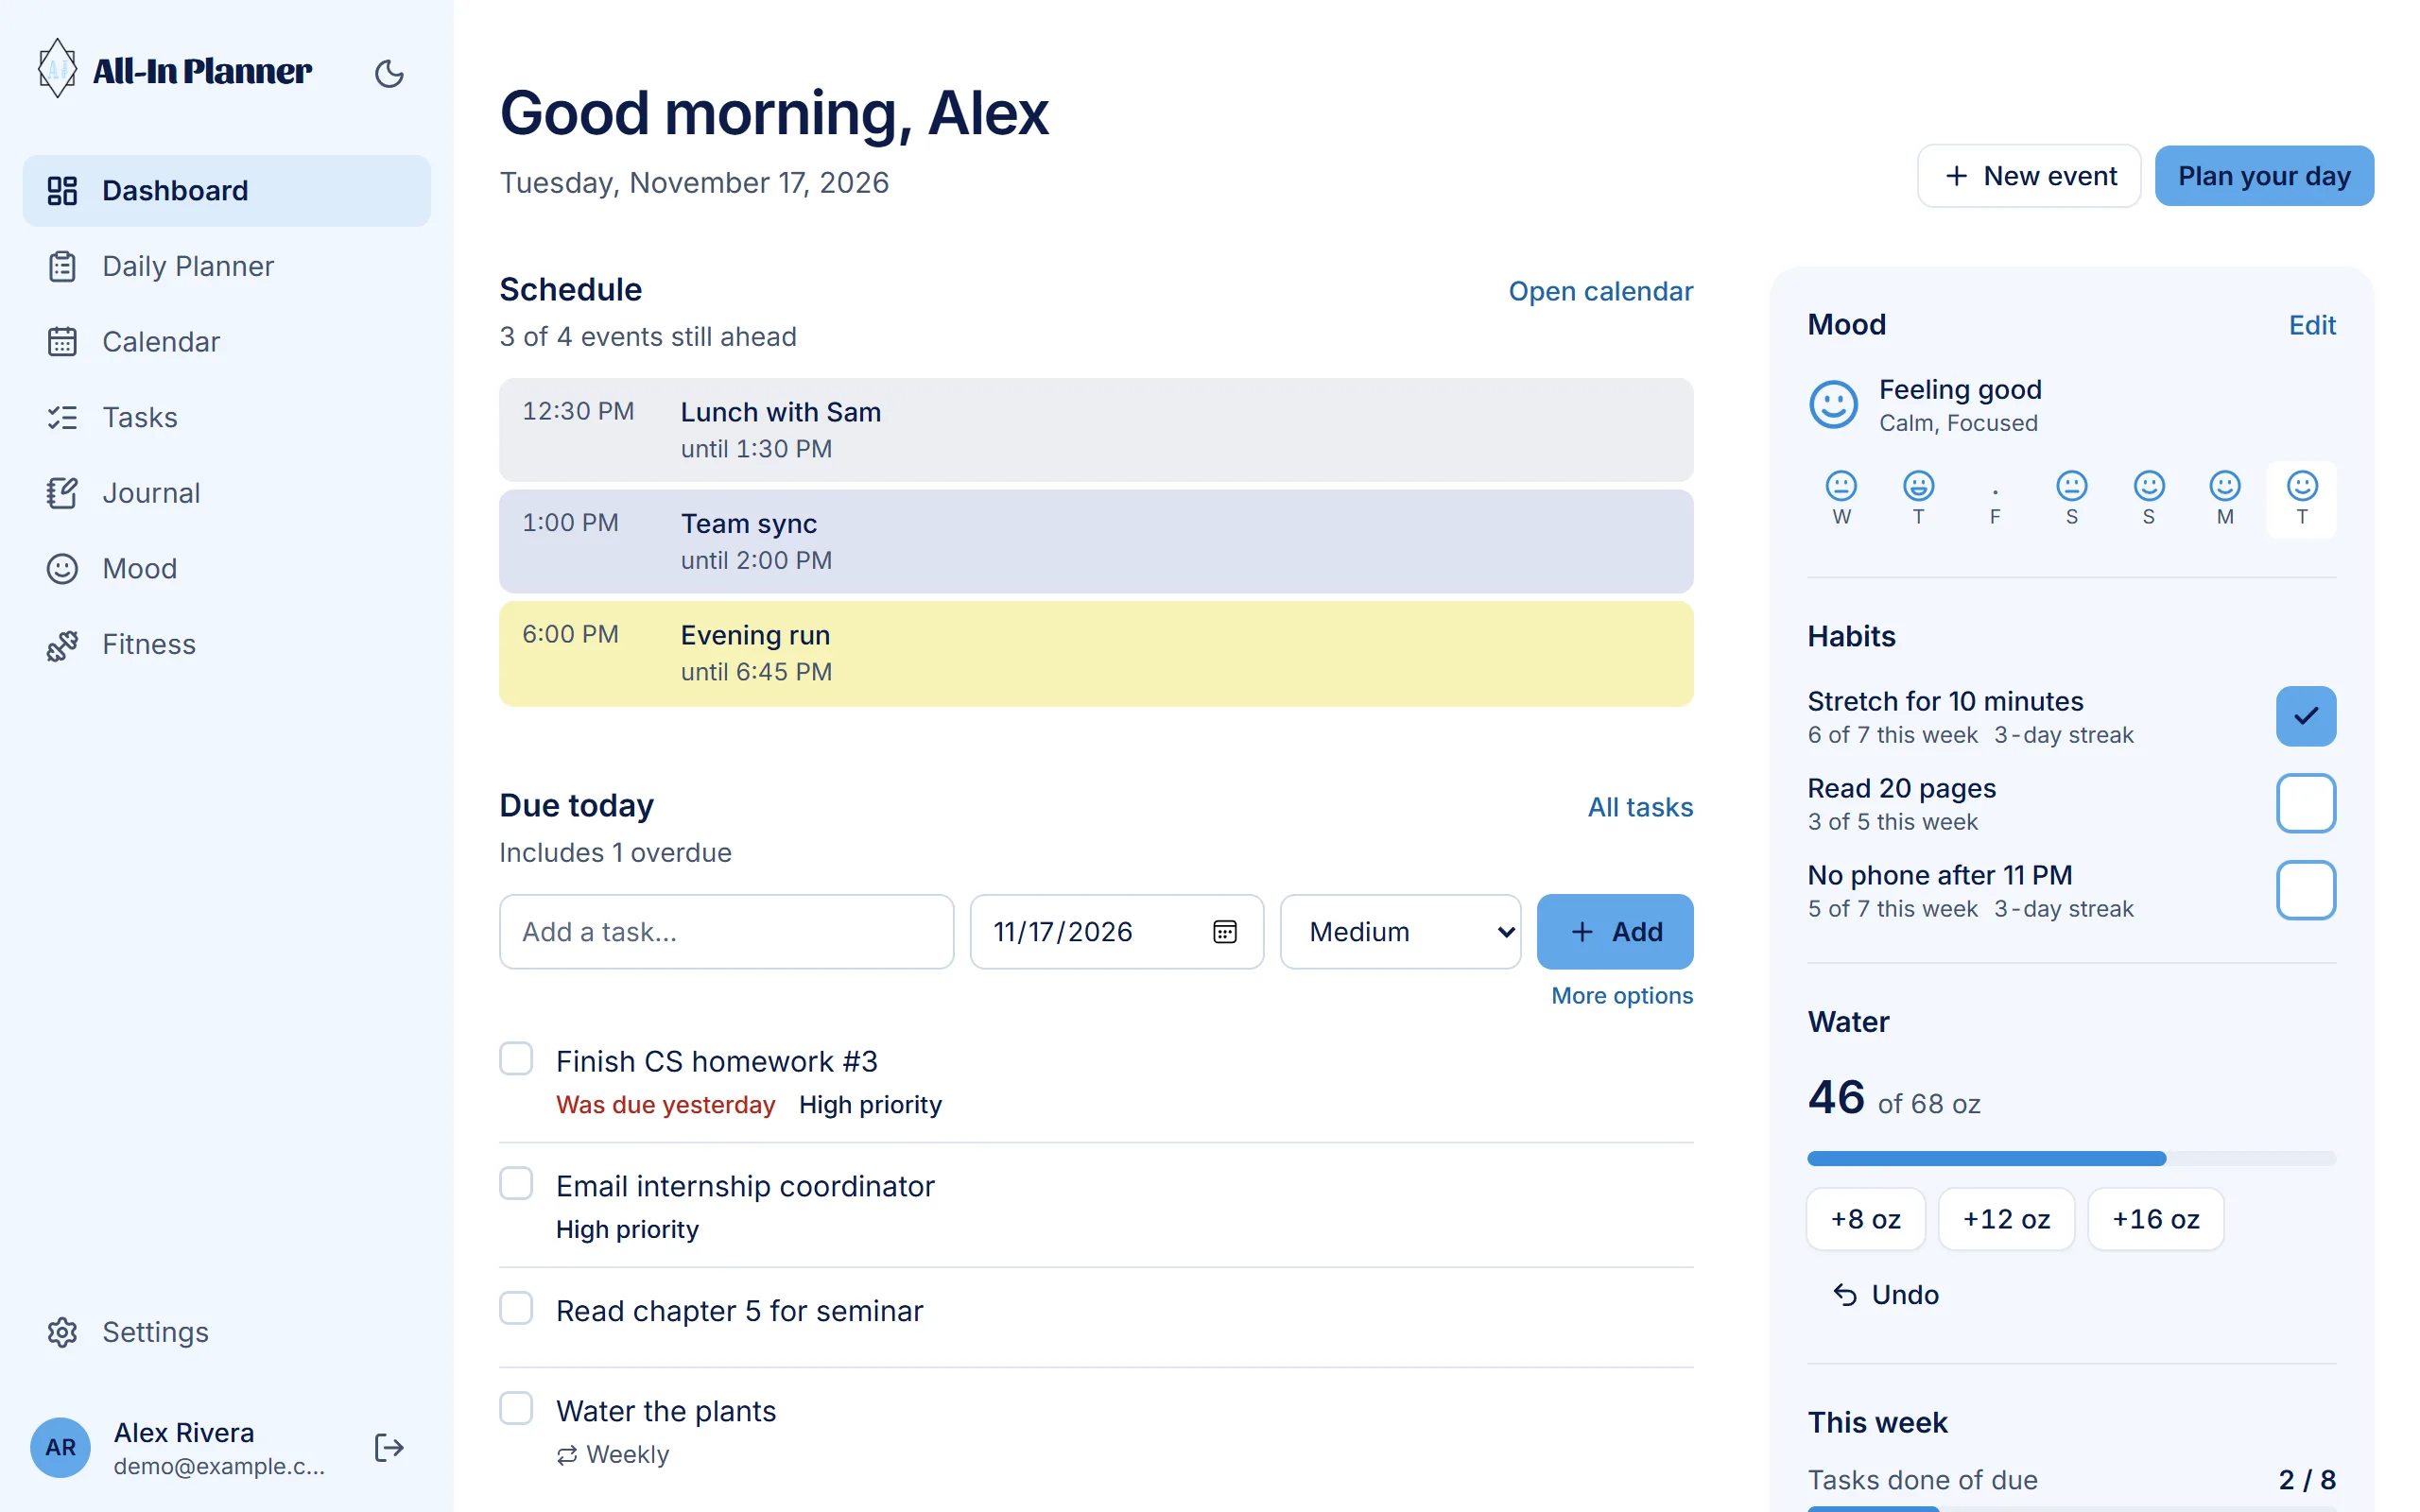 All-In Planner
Dashboard
Daily Planner
Calendar
Tasks
Journal
Mood
Fitness
Settings
AR
Alex Rivera
demo@example.c...
Good morning, Alex
Tuesday, November 17, 2026
New event
Plan your day
Schedule
Open calendar
3 of 4 events still ahead
12:30 PM Lunch with Sam
until 1:30 PM
1:00 PM Team sync
until 2:00 PM
6:00 PM Evening run
until 6:45 PM
Due today
All tasks
Includes 1 overdue
Add a task...
11/17/2026
Medium
Add
More options
Finish CS homework #3
Was due yesterday High priority
Email internship coordinator
High priority
Read chapter 5 for seminar
Water the plants
Weekly
Mood
Edit
Feeling good
Calm, Focused
W T F S S M T
Habits
Stretch for 10 minutes
6 of 7 this week 3-day streak
Read 20 pages
3 of 5 this week
No phone after 11 PM
5 of 7 this week 3-day streak
Water
46 of 68 oz
+8 oz +12 oz +16 oz
Undo
This week
Tasks done of due 2 / 8